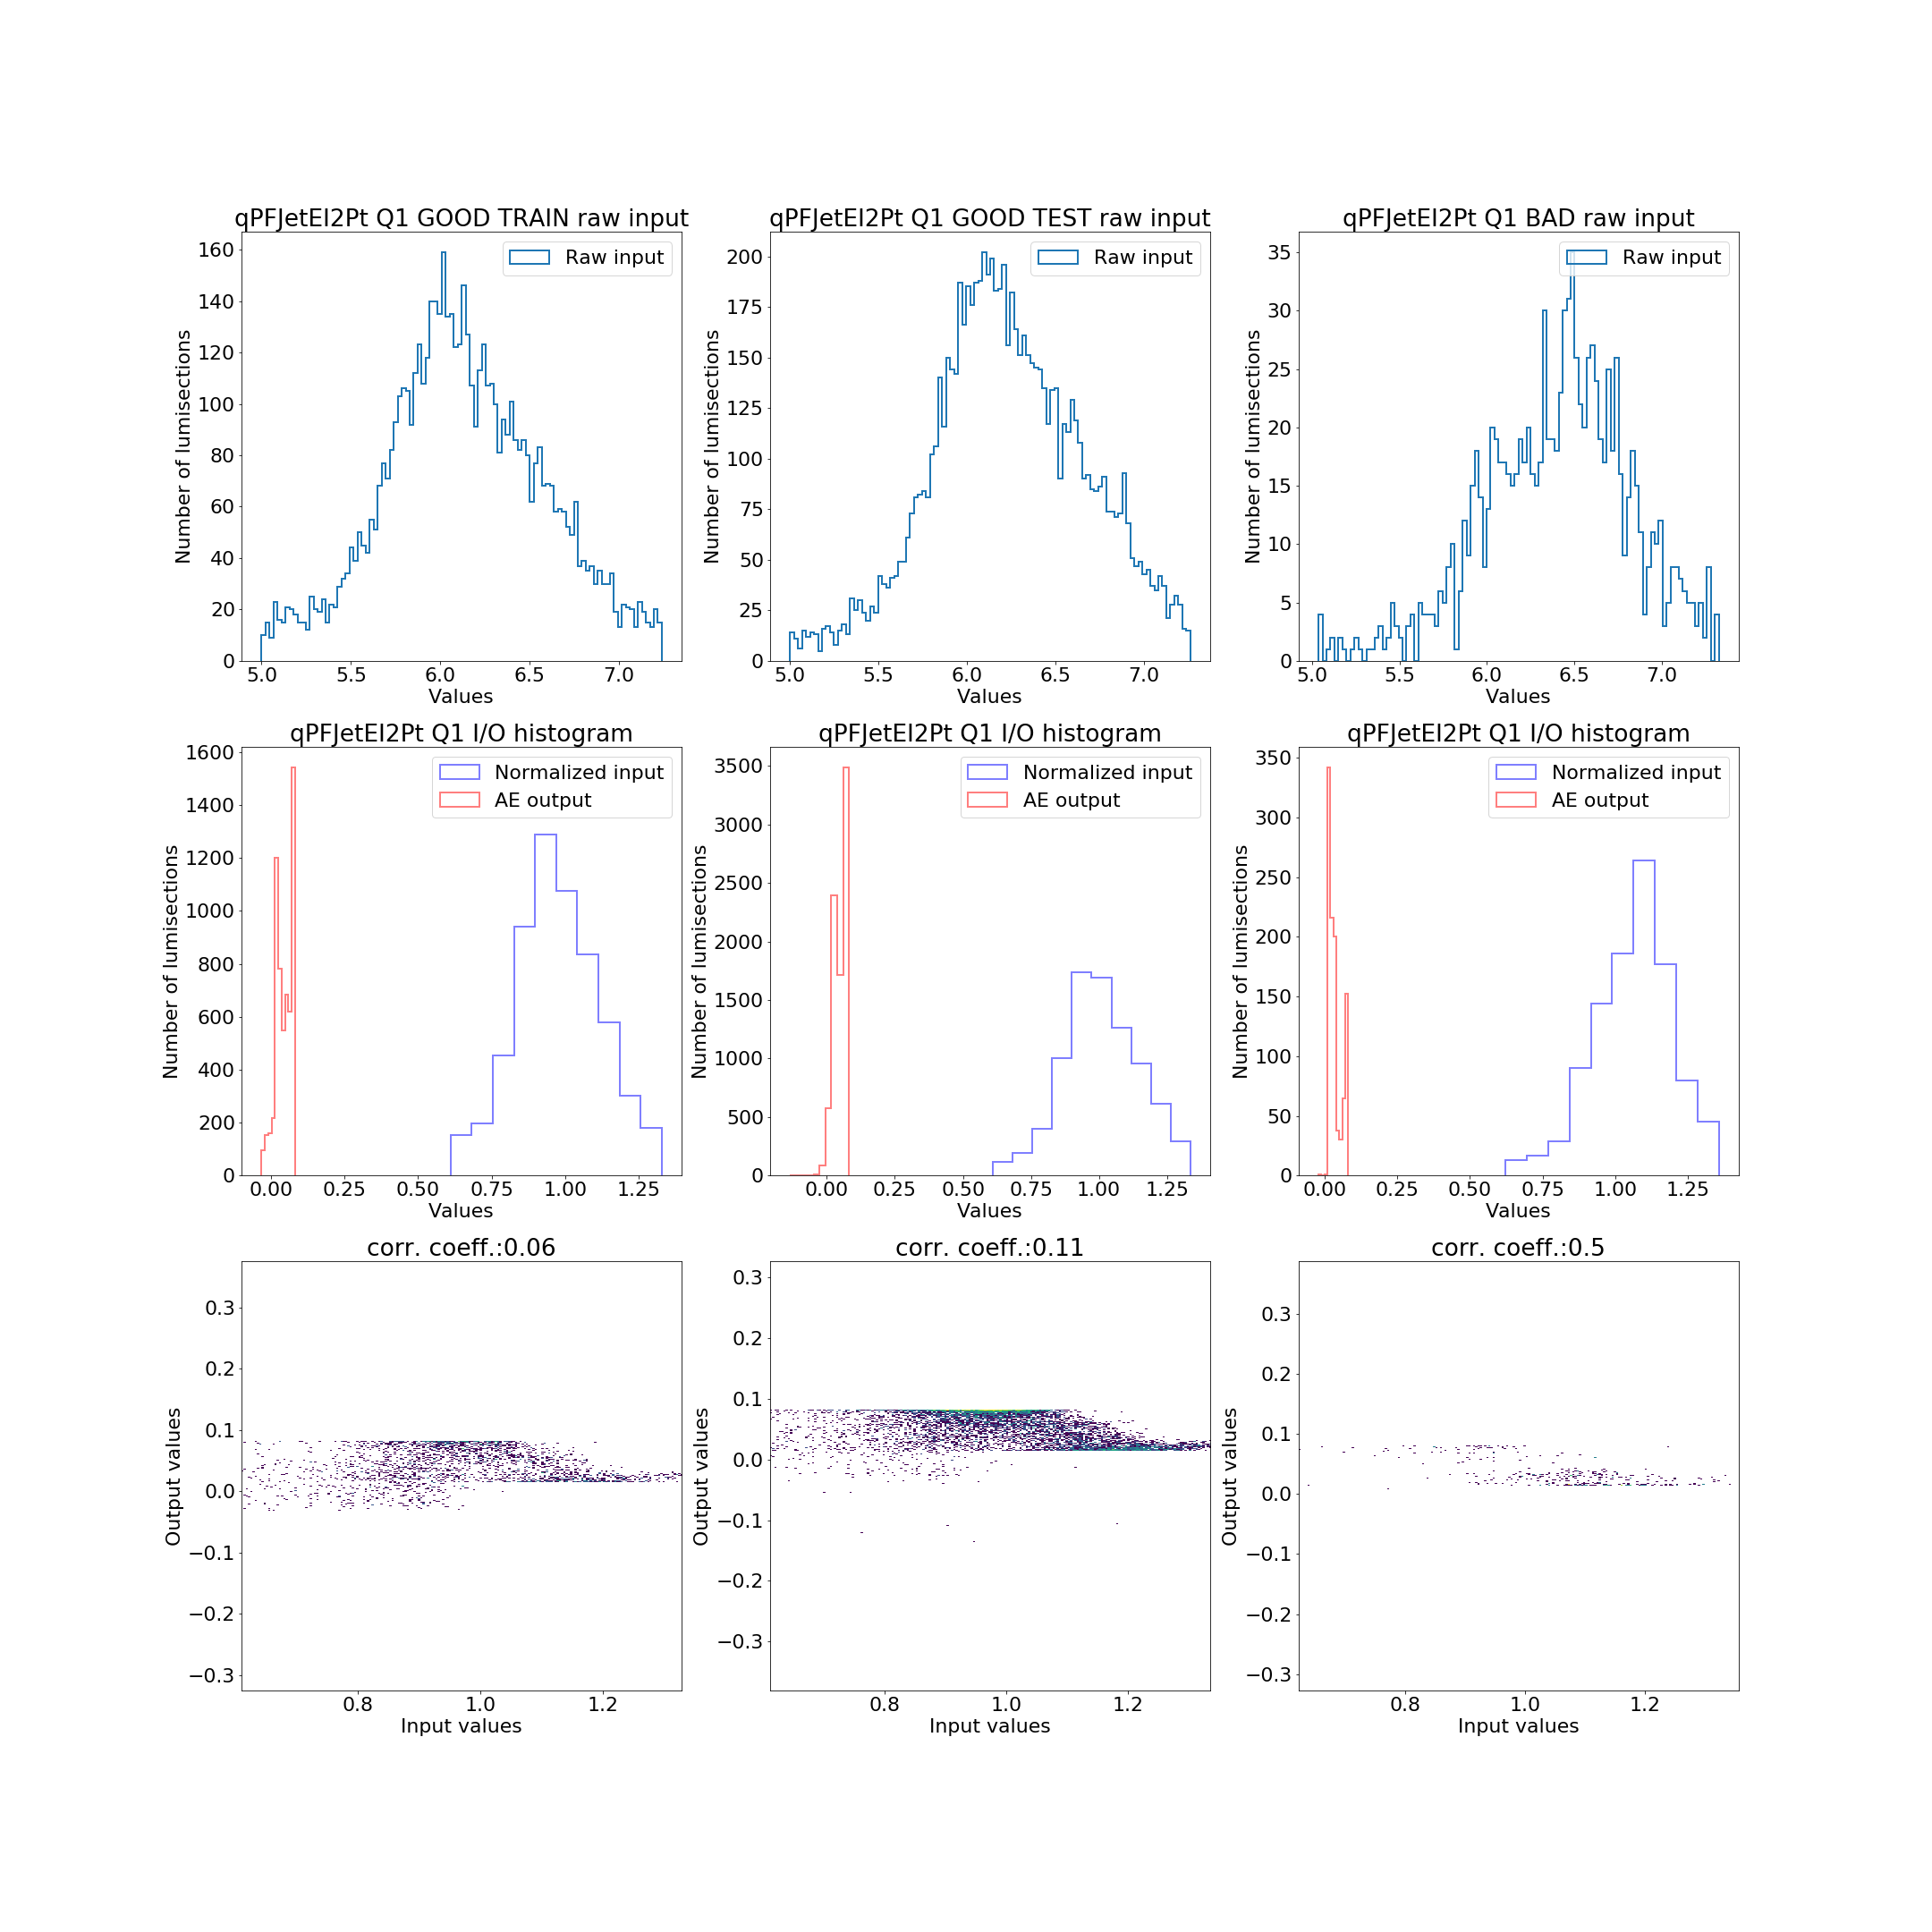 qPFJetEI2Pt Q1 GOOD TRAIN raw input
qPFJetEI2Pt Q1 GOOD TEST raw input
qPFJetEI2Pt Q1 BAD raw input
Raw input
Raw input
Raw input
Number of lumisections
160
140
120
100
80
60
40
20
0
5.0 5.5 6.0 6.5 7.0
Values
Number of lumisections
200
175
150
125
100
75
50
25
0
5.0 5.5 6.0 6.5 7.0
Values
Number of lumisections
35
30
25
20
15
10
5
0
5.0 5.5 6.0 6.5 7.0
Values
qPFJetEI2Pt Q1 I/O histogram
Normalized input
AE output
Number of lumisections
1600
1400
1200
1000
800
600
400
200
0
0.00 0.25 0.50 0.75 1.00 1.25
Values
qPFJetEI2Pt Q1 I/O histogram
Normalized input
AE output
Number of lumisections
3500
3000
2500
2000
1500
1000
500
0
0.00 0.25 0.50 0.75 1.00 1.25
Values
qPFJetEI2Pt Q1 I/O histogram
Normalized input
AE output
Number of lumisections
350
300
250
200
150
100
50
0
0.00 0.25 0.50 0.75 1.00 1.25
Values
corr. coeff.:0.06
Output values
0.3
0.2
0.1
0.0
−0.1
−0.2
−0.3
0.8 1.0 1.2
Input values
corr. coeff.:0.11
Output values
0.3
0.2
0.1
0.0
−0.1
−0.2
−0.3
0.8 1.0 1.2
Input values
corr. coeff.:0.5
Output values
0.3
0.2
0.1
0.0
−0.1
−0.2
−0.3
0.8 1.0 1.2
Input values